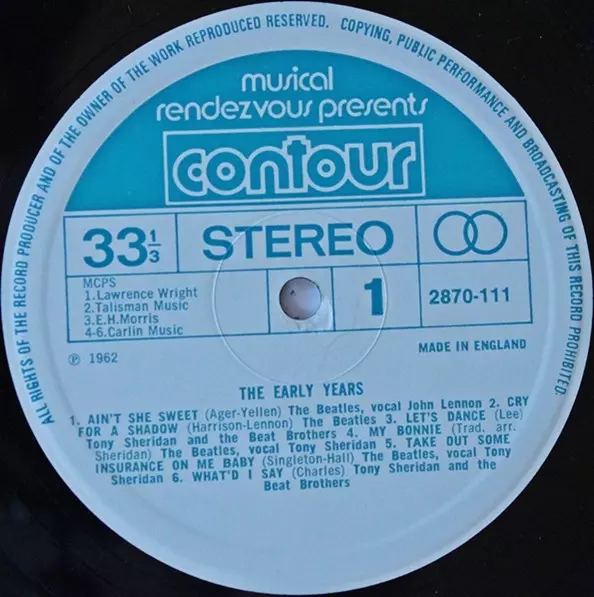 ALL RIGHTS OF THE RECORD PRODUCER AND OF THE OWNER OF THE WORK REPRODUCED RESERVED. COPYING, PUBLIC PERFORMANCE AND BROADCASTING OF THIS RECORD PROHIBITED.
musical
rendezvous presents
contour
33⅓
STEREO
MCPS
1.Lawrence Wright
2.Talisman Music
3.E.H.Morris
4-6.Carlin Music
1
2870-111
℗ 1962
MADE IN ENGLAND
THE EARLY YEARS
1. AIN'T SHE SWEET (Ager-Yellen) The Beatles, vocal John Lennon 2. CRY
FOR A SHADOW (Harrison-Lennon) The Beatles 3. LET'S DANCE (Lee)
Tony Sheridan and the Beat Brothers 4. MY BONNIE (Trad. arr.
Sheridan) The Beatles, vocal Tony Sheridan 5. TAKE OUT SOME
INSURANCE ON ME BABY (Singleton-Hall) The Beatles, vocal Tony
Sheridan 6. WHAT'D I SAY (Charles) Tony Sheridan and the
Beat Brothers